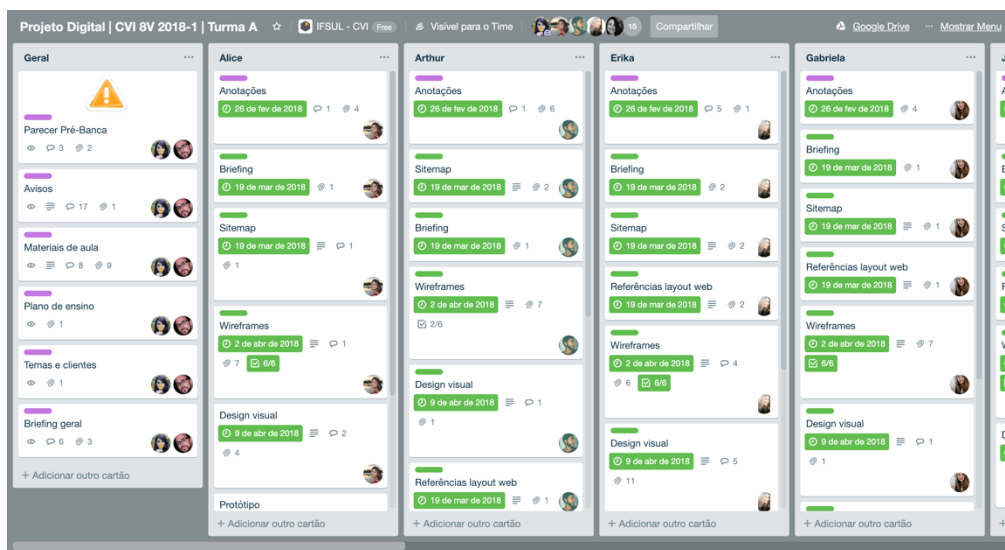 Projeto Digital | CVI 8V 2018-1 | Turma A
IFSUL - CVI Free
Visível para o Time
15
Compartilhar
Google Drive
Mostrar Menu
Geral
Parecer Pré-Banca
3 2
Avisos
17 1
Materiais de aula
8 9
Plano de ensino
1
Temas e clientes
1
Briefing geral
6 3
+ Adicionar outro cartão
Alice
Anotações
26 de fev de 2018 1 4
Briefing
19 de mar de 2018 1
Sitemap
19 de mar de 2018 1
1
Wireframes
2 de abr de 2018 1
7 6/6
Design visual
9 de abr de 2018 2
4
Protótipo
+ Adicionar outro cartão
Arthur
Anotações
26 de fev de 2018 1 6
Sitemap
19 de mar de 2018 2
Briefing
19 de mar de 2018 1
Wireframes
2 de abr de 2018 7
2/6
Design visual
9 de abr de 2018 1
1
Referências layout web
19 de mar de 2018 1
+ Adicionar outro cartão
Erika
Anotações
26 de fev de 2018 5 1
Briefing
19 de mar de 2018 2
Sitemap
19 de mar de 2018 2
Referências layout web
19 de mar de 2018 2
Wireframes
2 de abr de 2018 4
6 6/6
Design visual
9 de abr de 2018 5
11
+ Adicionar outro cartão
Gabriela
Anotações
26 de fev de 2018 4
Briefing
19 de mar de 2018 1
Sitemap
19 de mar de 2018 1
Referências layout web
19 de mar de 2018 1
Wireframes
2 de abr de 2018 7
6/6
Design visual
9 de abr de 2018 1
1
+ Adicionar outro cartão